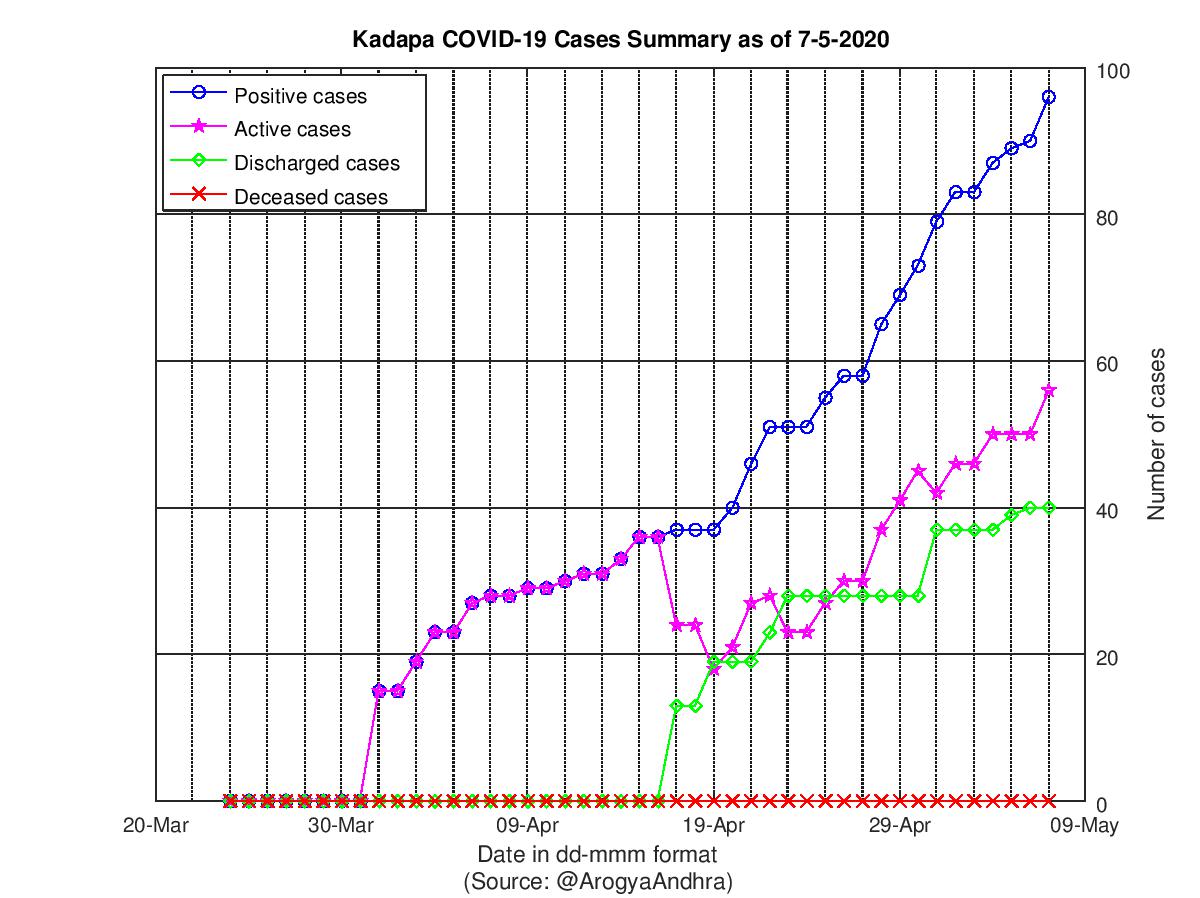 Kadapa COVID-19 Cases Summary as of 7-5-2020
Positive cases
Active cases
Discharged cases
Deceased cases
100
80
60
40
20
0
Number of cases
20-Mar 30-Mar 09-Apr 19-Apr 29-Apr 09-May
Date in dd-mmm format
(Source: @ArogyaAndhra)